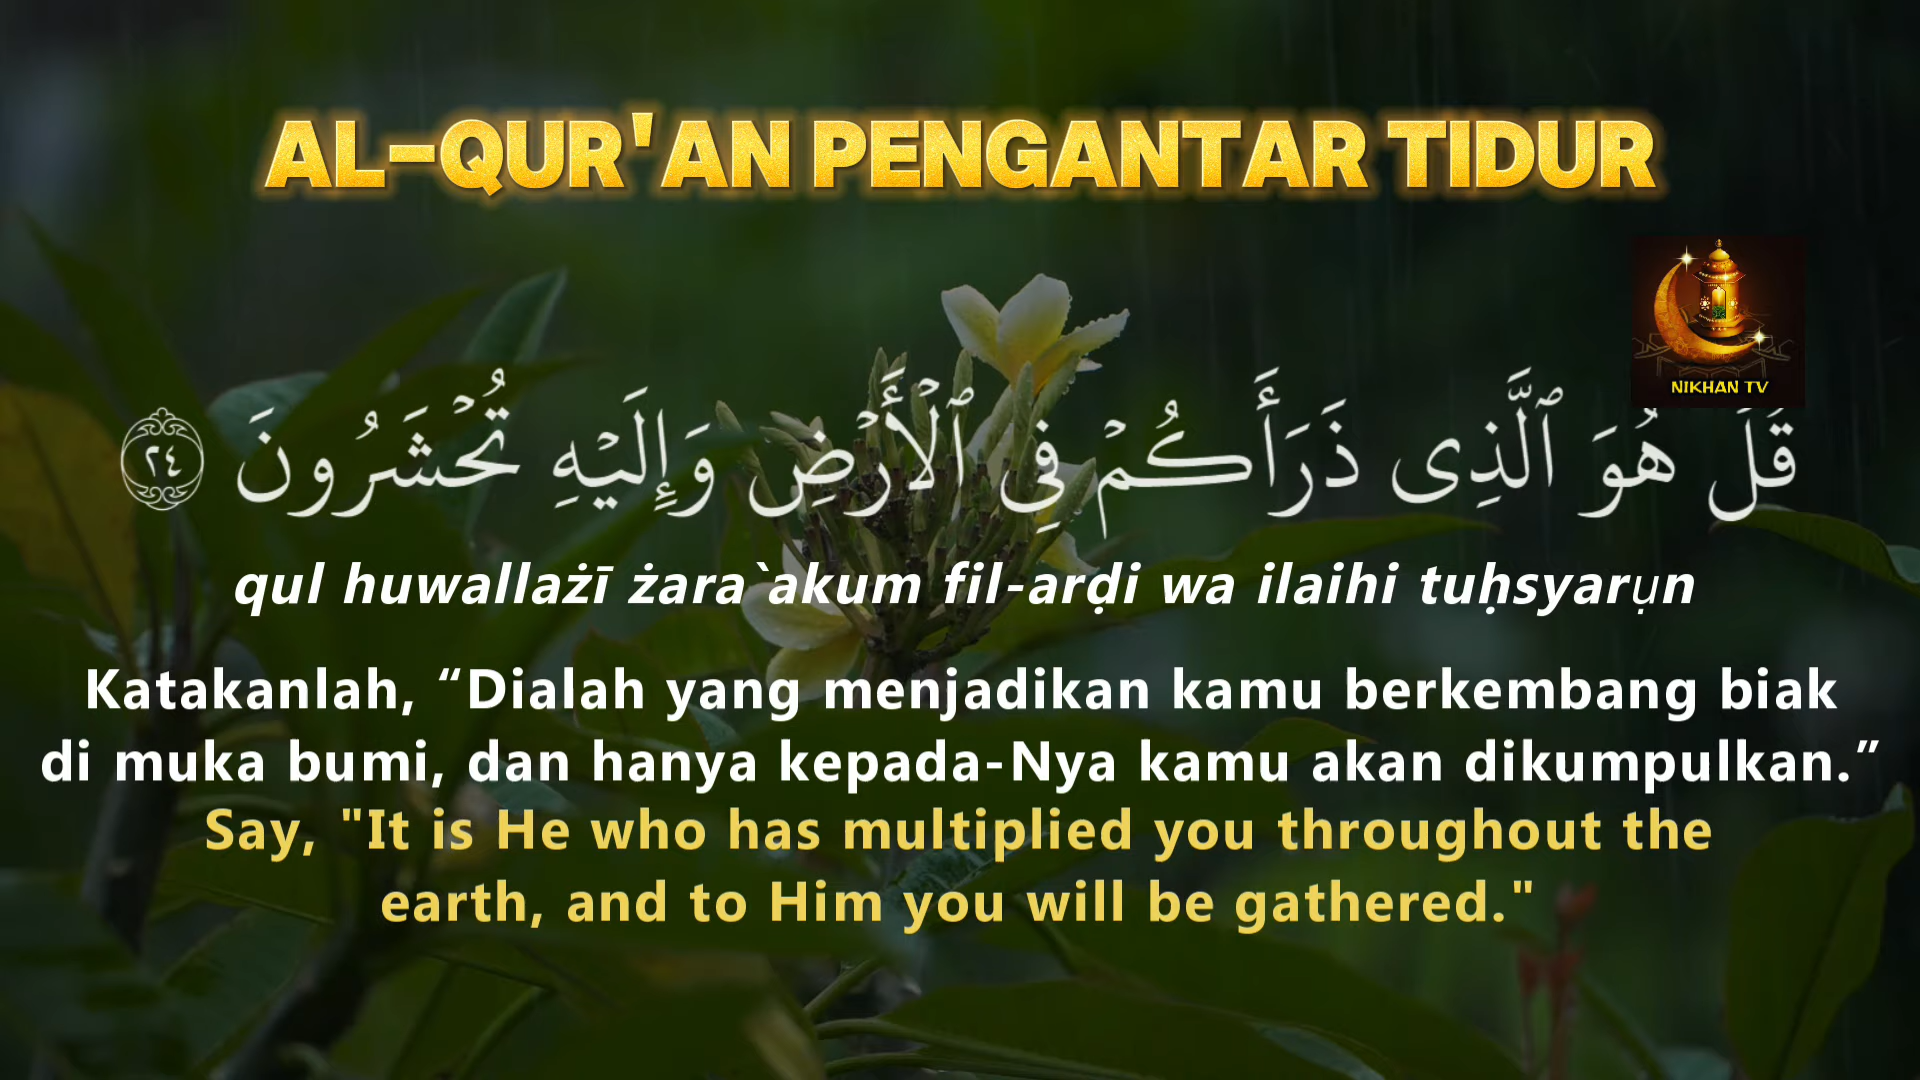 AL-QUR'AN PENGANTAR TIDUR
NIKHAN TV
قُلْ هُوَ ٱلَّذِى ذَرَأَكُمْ فِى ٱلْأَرْضِ وَإِلَيْهِ تُحْشَرُونَ ٢٤
qul huwallażī żara`akum fil-arḍi wa ilaihi tuḥsyarụn
Katakanlah, “Dialah yang menjadikan kamu berkembang biak
di muka bumi, dan hanya kepada-Nya kamu akan dikumpulkan.”
Say, "It is He who has multiplied you throughout the
earth, and to Him you will be gathered."